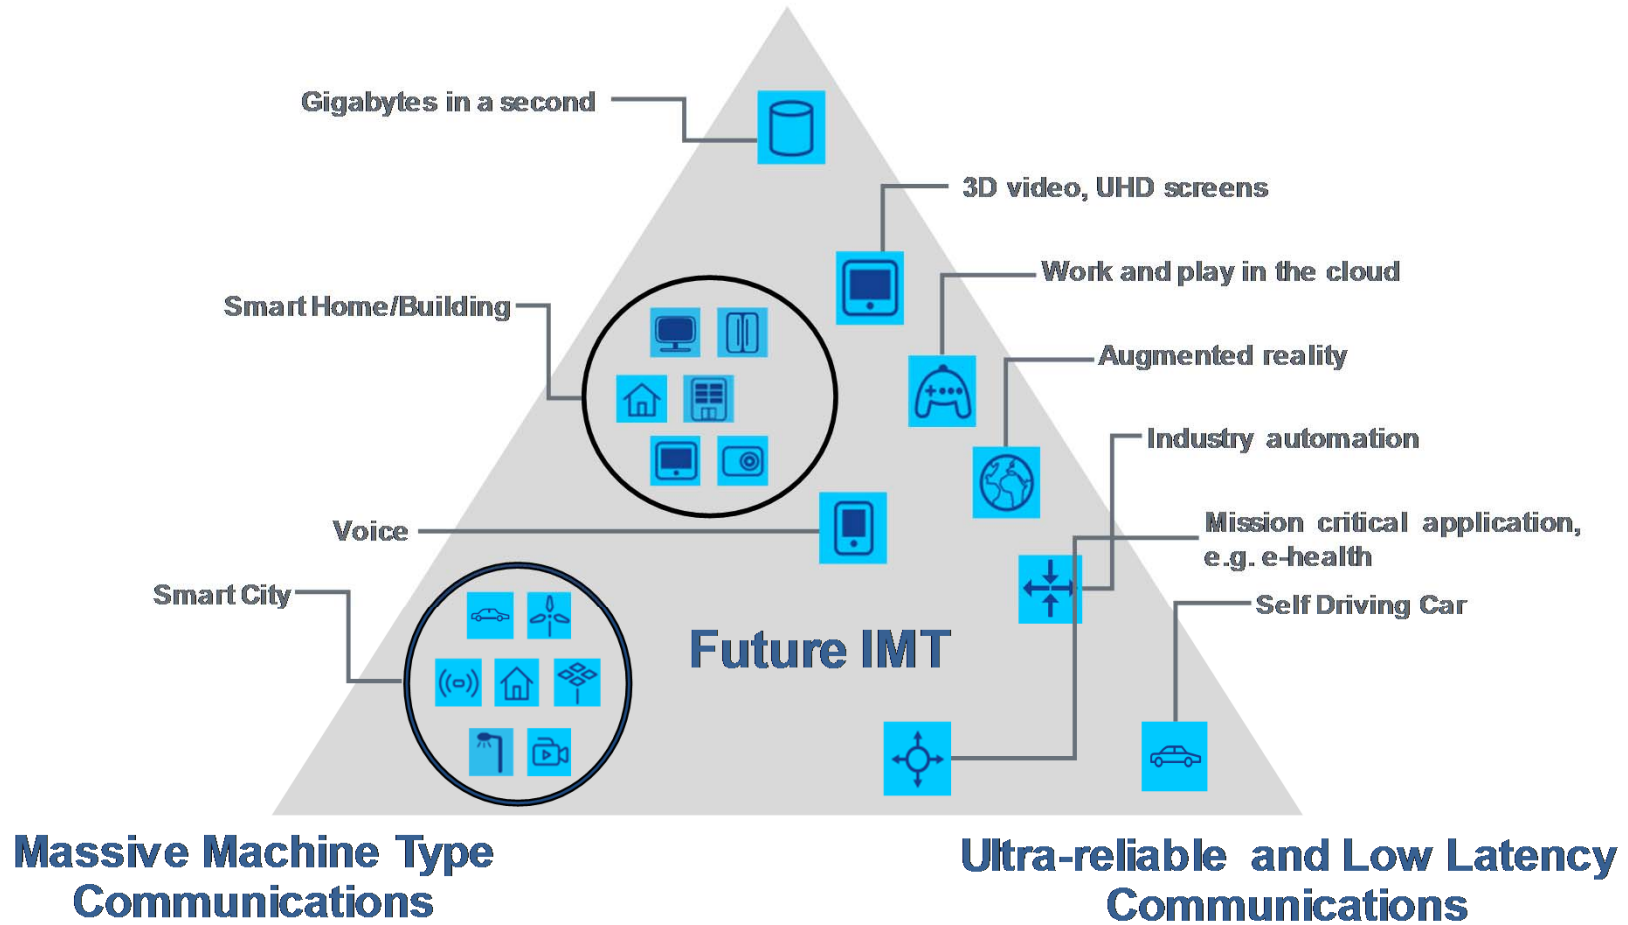 Gigabytes in a second
3D video, UHD screens
Work and play in the cloud
Smart Home/Building
Augmented reality
Industry automation
Mission critical application,
e.g. e-health
Voice
Smart City
Self Driving Car
Future IMT
Massive Machine Type
Communications
Ultra-reliable and Low Latency
Communications